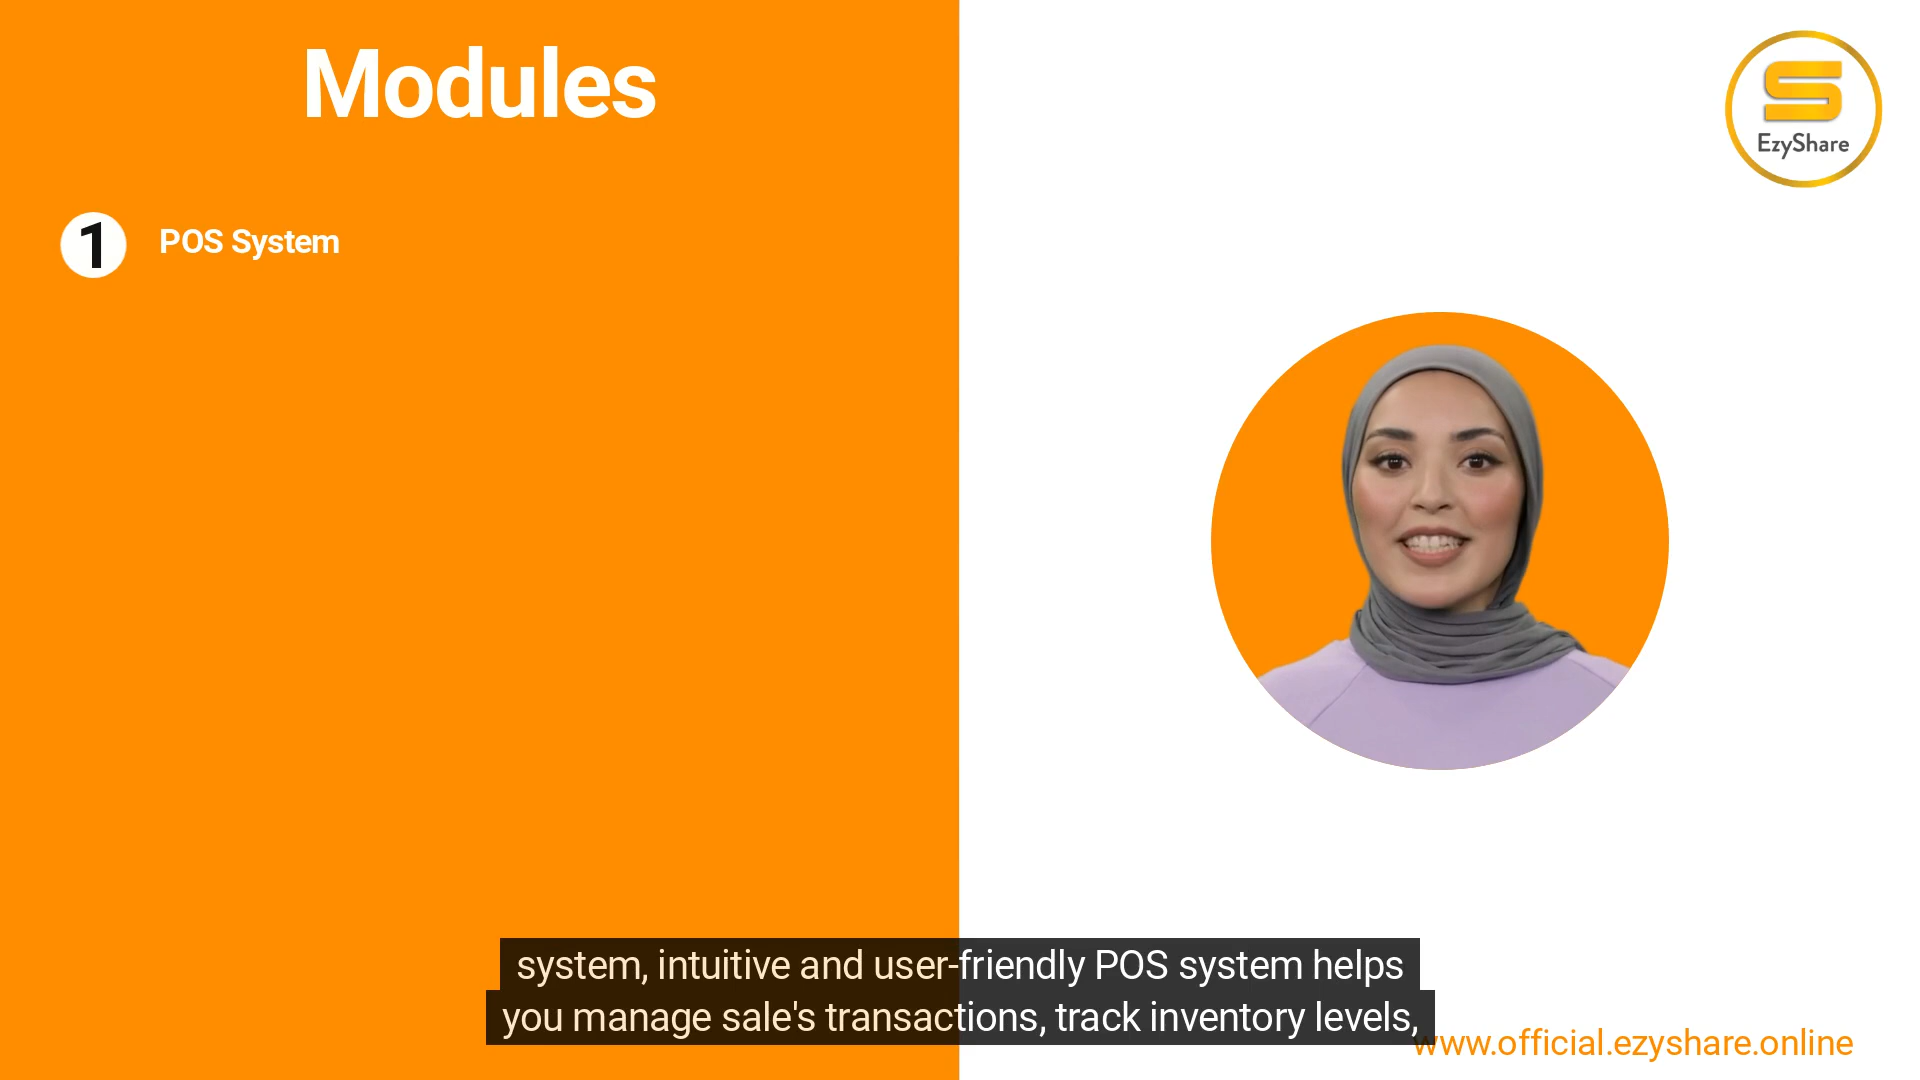 Modules
S
EzyShare
1 POS System
system, intuitive and user-friendly POS system helps
you manage sale's transactions, track inventory levels,
www.official.ezyshare.online